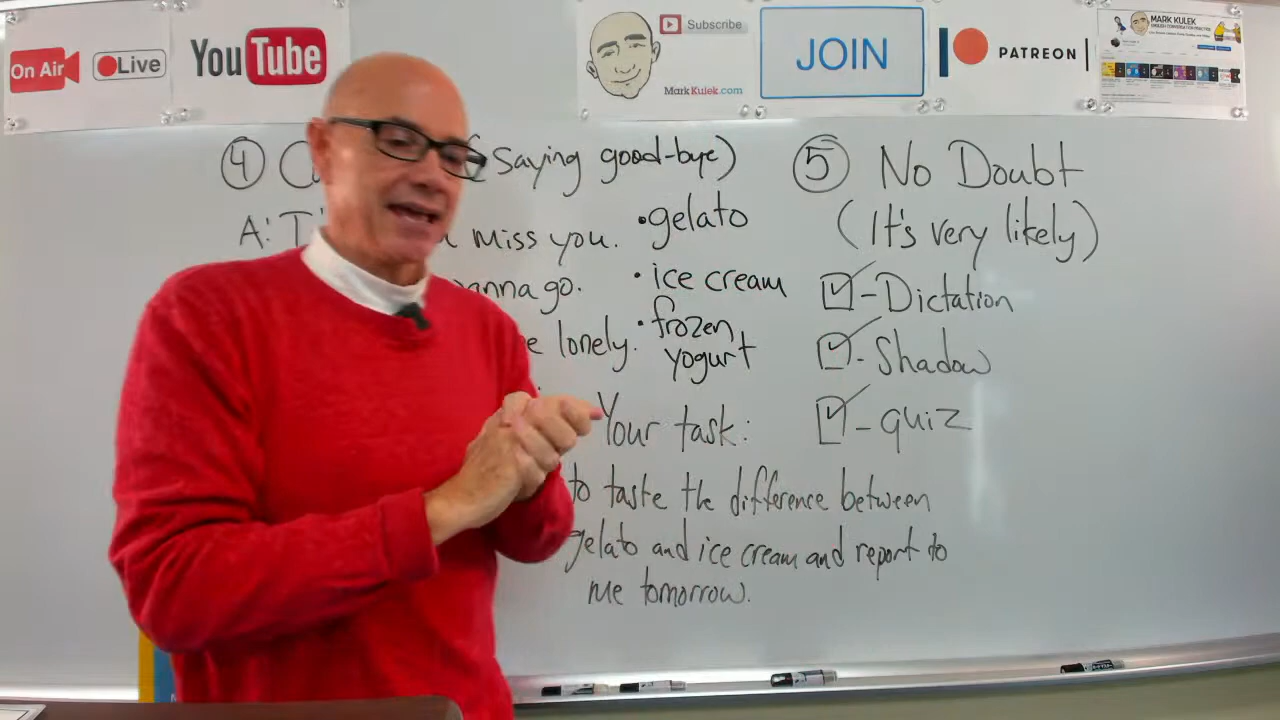 On Air
Live
YouTube
Subscribe
MarkKulek.com
JOIN
PATREON
MARK KULEK
④
(Saying good-bye)
A: I
miss you.
anna go.
e lonely.
• gelato
• ice cream
• frozen
yogurt
Your task:
to taste the difference between
gelato and ice cream and report to
me tomorrow.
⑤ No Doubt
(It's very likely)
- Dictation
- Shadow
- quiz